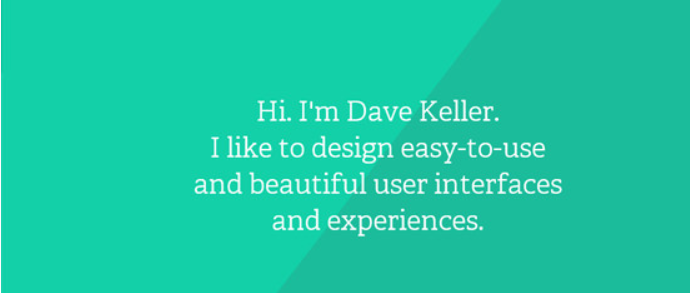 Hi. I'm Dave Keller.
I like to design easy-to-use
and beautiful user interfaces
and experiences.